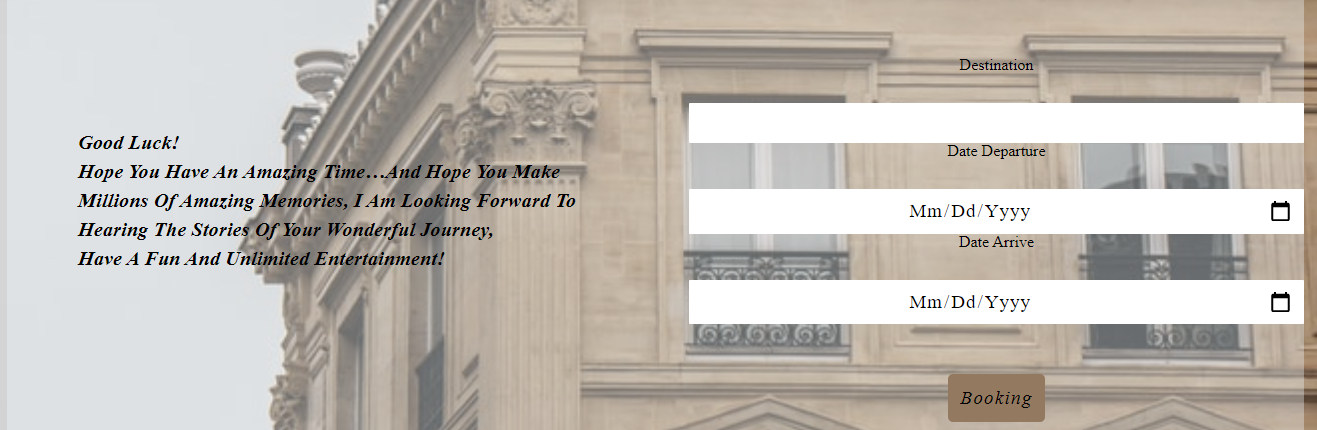 Good Luck!
Hope You Have An Amazing Time...And Hope You Make
Millions Of Amazing Memories, I Am Looking Forward To
Hearing The Stories Of Your Wonderful Journey,
Have A Fun And Unlimited Entertainment!
Destination
Date Departure
Mm/Dd/Yyyy
Date Arrive
Mm/Dd/Yyyy
Booking